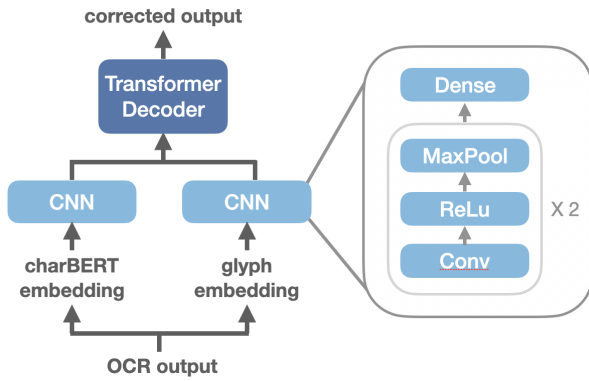 corrected output
Transformer
Decoder
CNN
CNN
charBERT
embedding
glyph
embedding
OCR output
Dense
MaxPool
ReLu
Conv
X 2